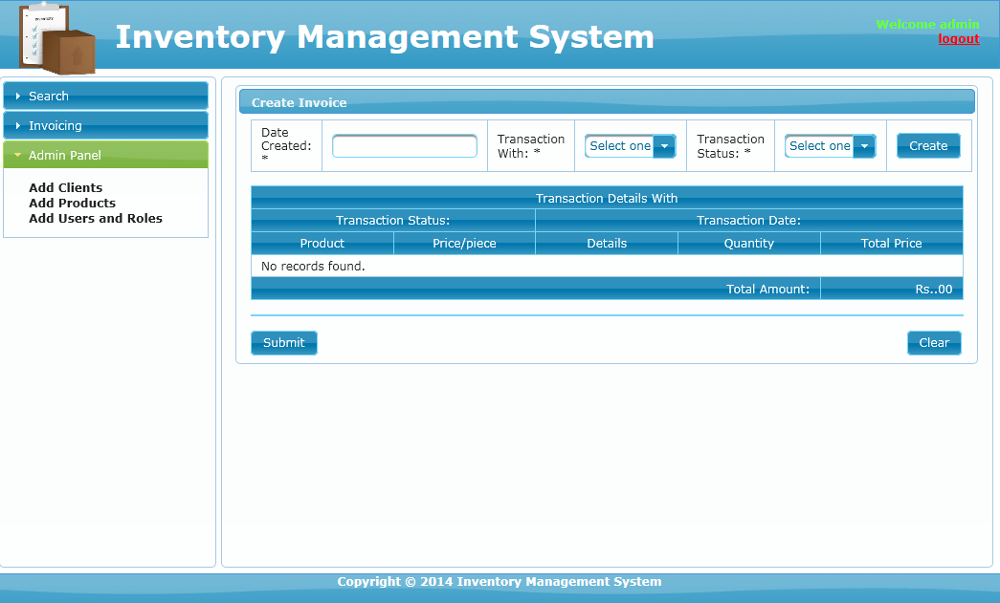 Inventory
Inventory Management System
Welcome admin
logout
Search
Invoicing
Admin Panel
Add Clients
Add Products
Add Users and Roles
Create Invoice
Date
Created:
*
Transaction
With: *
Select one
Transaction
Status: *
Select one
Create
Transaction Details With
Transaction Status: Transaction Date:
Product Price/piece Details Quantity Total Price
No records found.
Total Amount: Rs..00
Submit Clear
Copyright © 2014 Inventory Management System